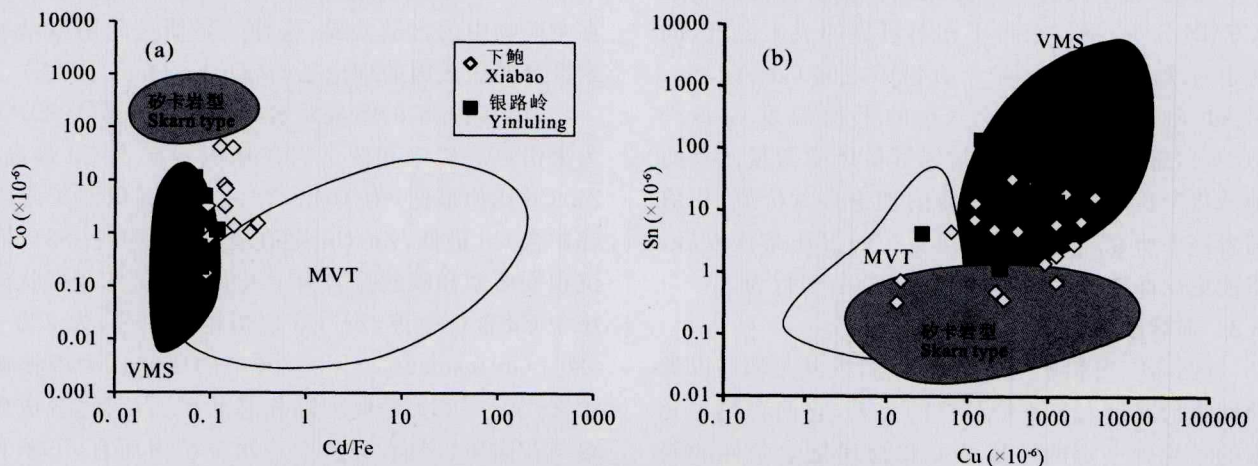 (a)
10000
1000
100
10
1
0.10
0.01
0.001
Co (×10⁻⁶)
矽卡岩型
Skarn type
下鲍
Xiabao
银路岭
Yinluling
MVT
VMS
0.01
0.1
1
10
100
1000
Cd/Fe
(b)
10000
1000
100
10
1
0.1
0.01
Sn (×10⁻⁶)
VMS
MVT
矽卡岩型
Skarn type
0.10
10
100
1000
10000
100000
Cu (×10⁻⁶)